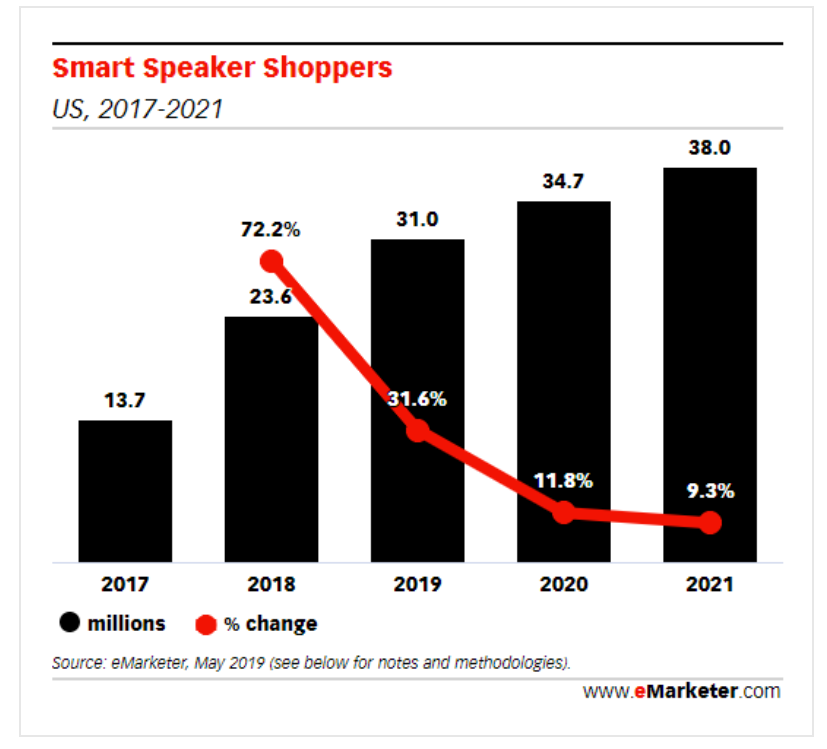 Smart Speaker Shoppers
US, 2017-2021
38.0
34.7
31.0
72.2%
23.6
13.7
31.6%
11.8%
9.3%
2017 2018 2019 2020 2021
millions % change
Source: eMarketer, May 2019 (see below for notes and methodologies).
www.eMarketer.com